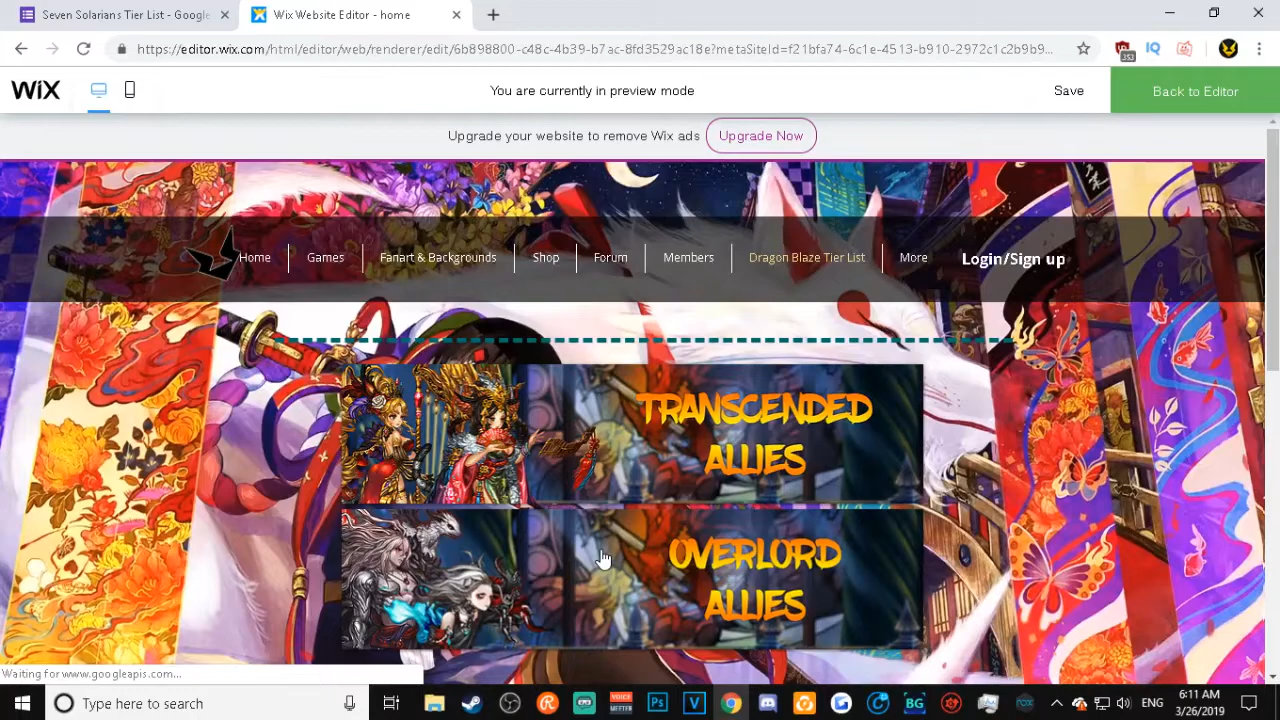 Seven Solarians Tier List - Google
Wix Website Editor - home
https://editor.wix.com/html/editor/web/renderer/edit/6b898800-c48c-4b39-b7ac-8fd3529ac18e?metaSiteId=f21bf174-6c1e-4513-b910-2972c1c2b9b9...
353
WiX
You are currently in preview mode
Save
Back to Editor
Upgrade your website to remove Wix ads
Upgrade Now
Home
Games
Fanart & Backgrounds
Shop
Forum
Members
Dragon Blaze Tier List
More
Login/Sign up
TRANSCENDED
ALLIES
OVERLORD
ALLIES
Waiting for www.googleapis.com...
Type here to search
ENG
6:11 AM
3/26/2019